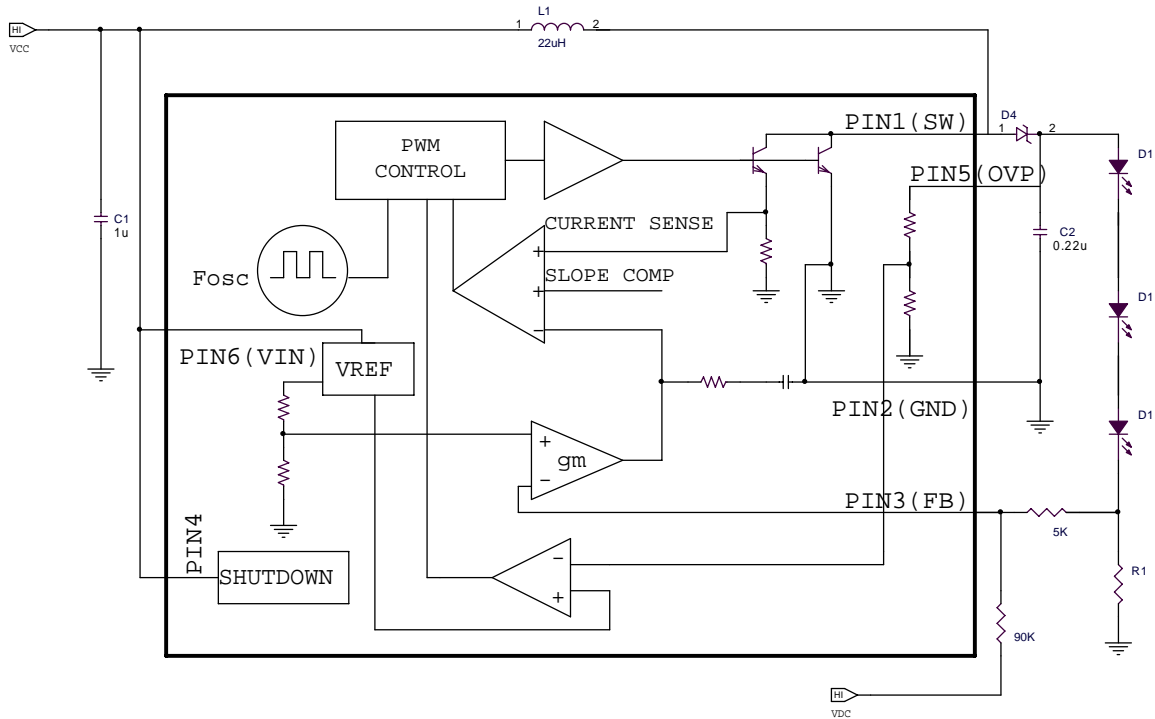 L1
1 2
22uH
HI
VCC
C1
1u
PWM
CONTROL
PIN1(SW)
D4
1 2
D1
PIN5(OVP)
CURRENT SENSE
+
C2
0.22u
Fosc
SLOPE COMP
+
-
D1
PIN6(VIN)
VREF
PIN2(GND)
D1
+
gm
-
PIN3(FB)
5K
PIN4
SHUTDOWN
-
+
R1
90K
HI
VDC